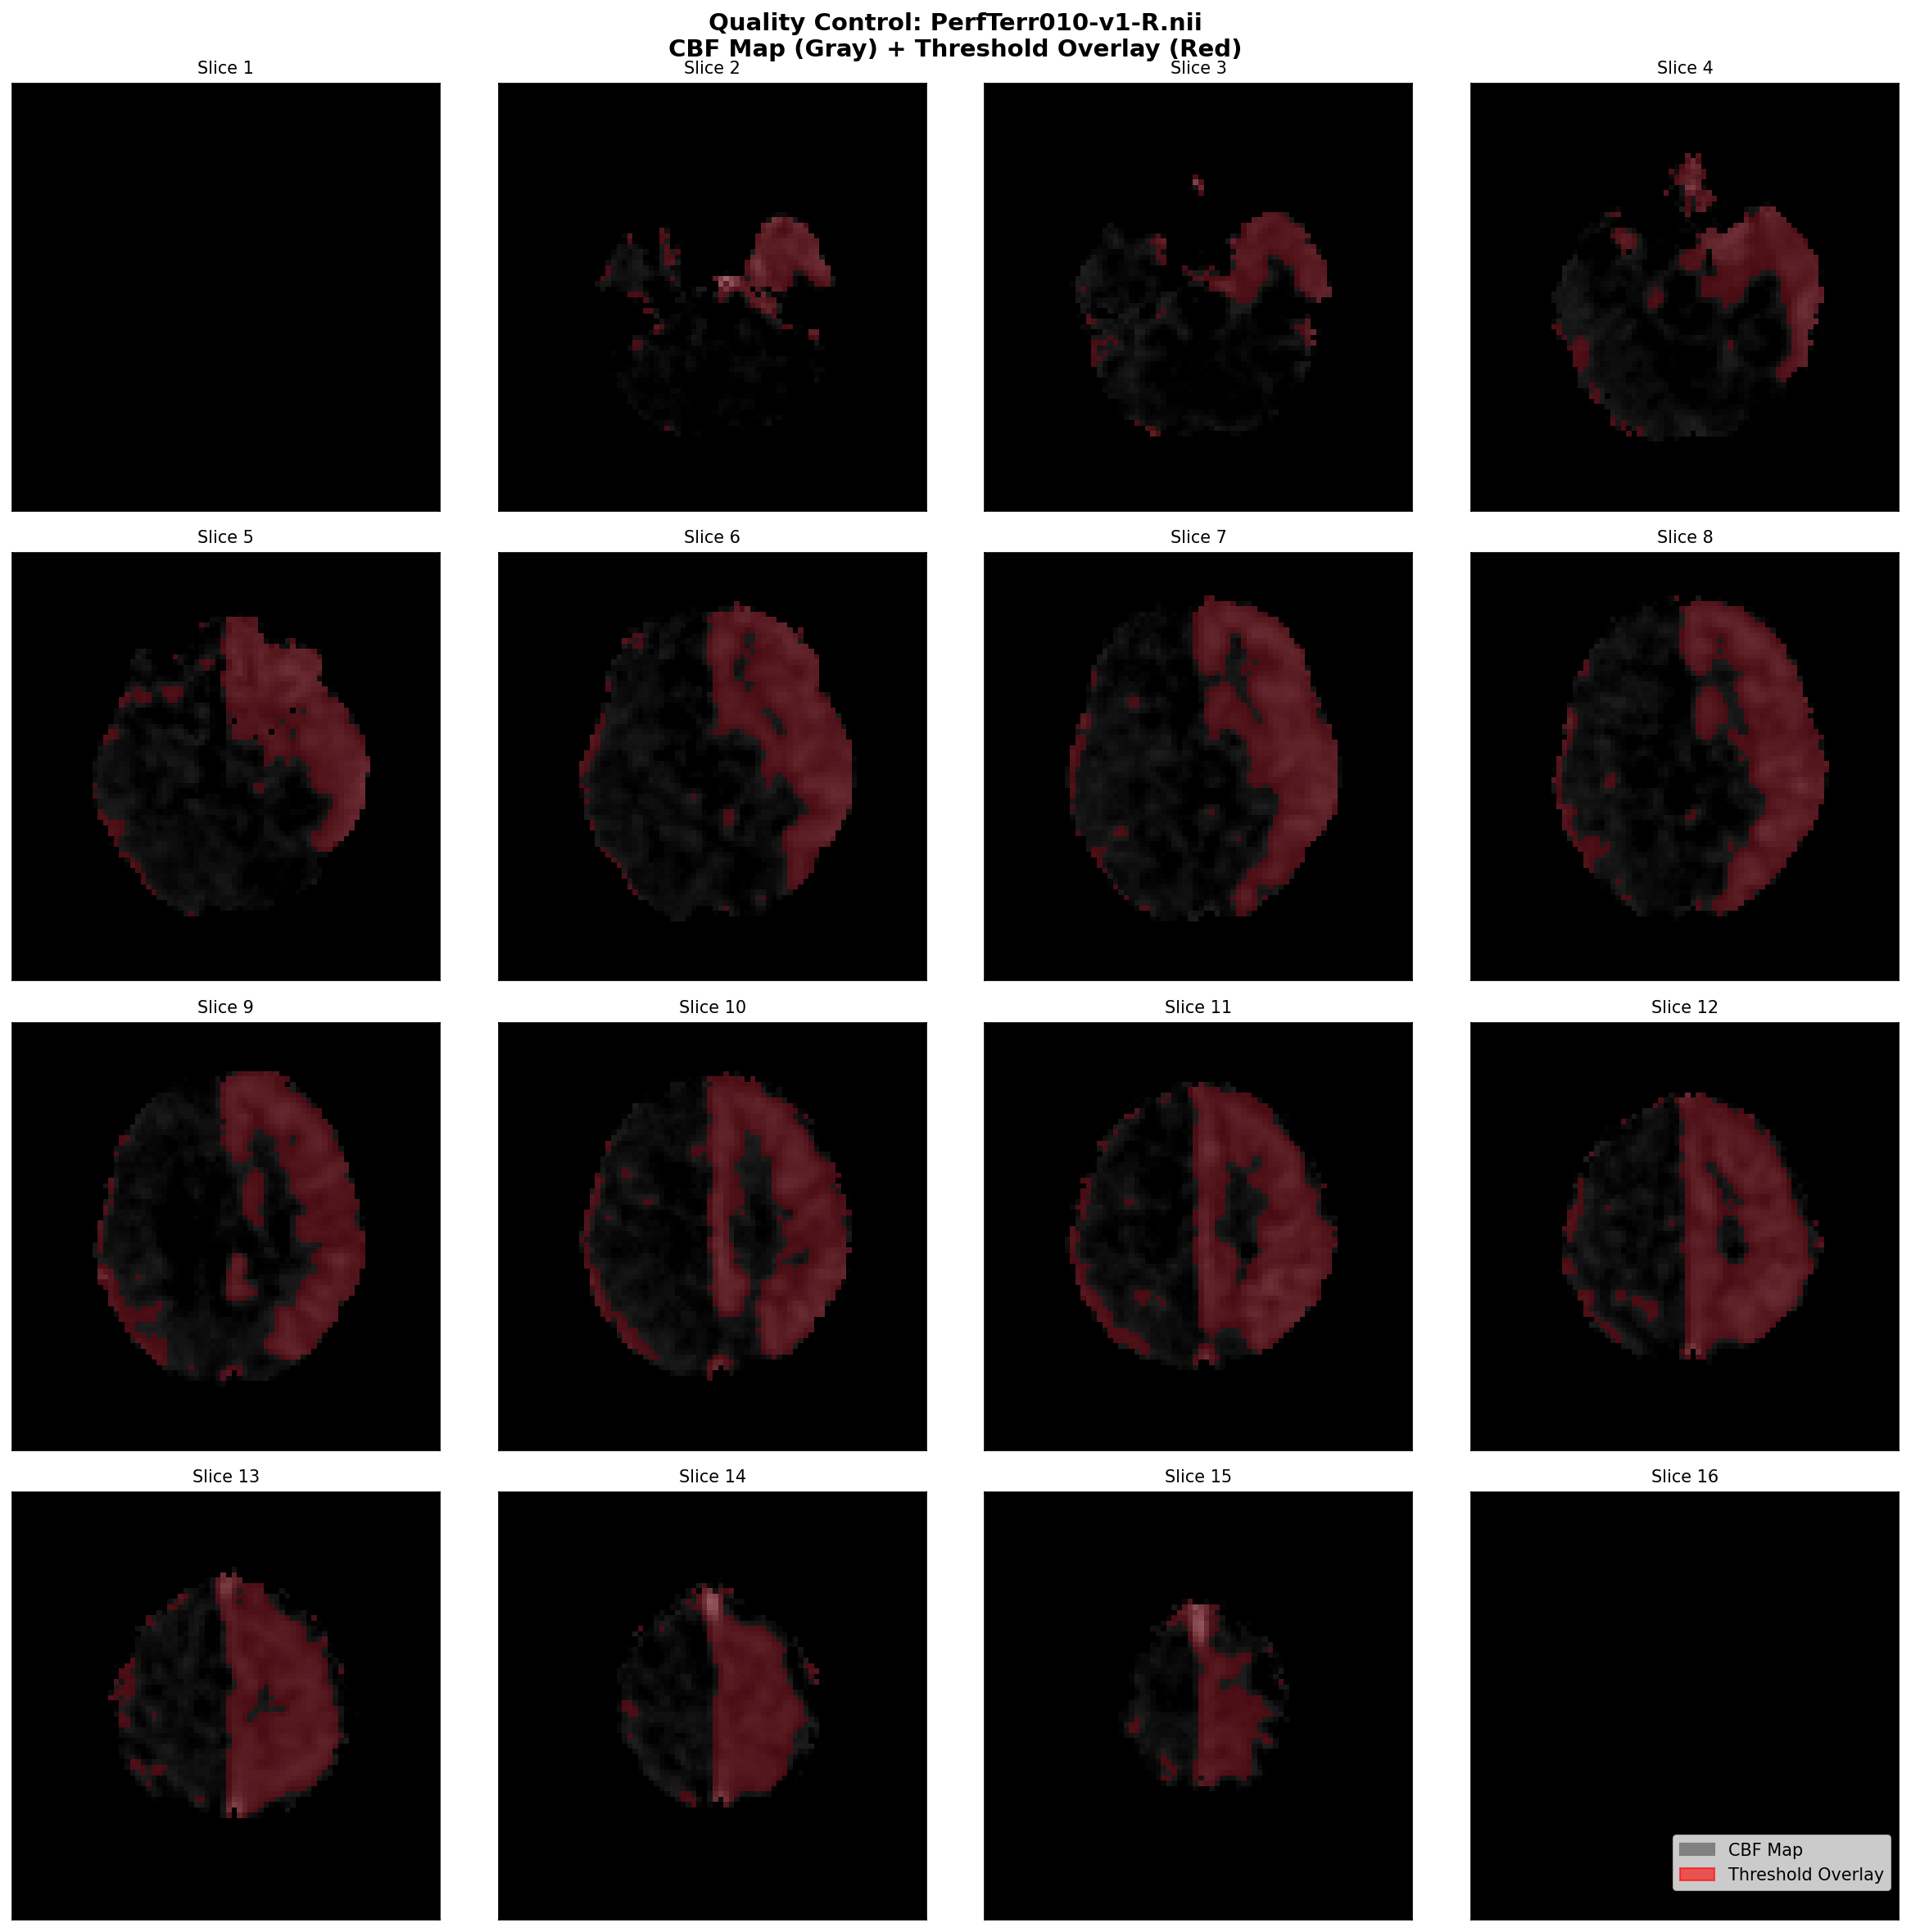 Quality Control: PerfTerr010-v1-R.nii
CBF Map (Gray) + Threshold Overlay (Red)
Slice 1
Slice 2
Slice 3
Slice 4
Slice 5
Slice 6
Slice 7
Slice 8
Slice 9
Slice 10
Slice 11
Slice 12
Slice 13
Slice 14
Slice 15
Slice 16
CBF Map
Threshold Overlay